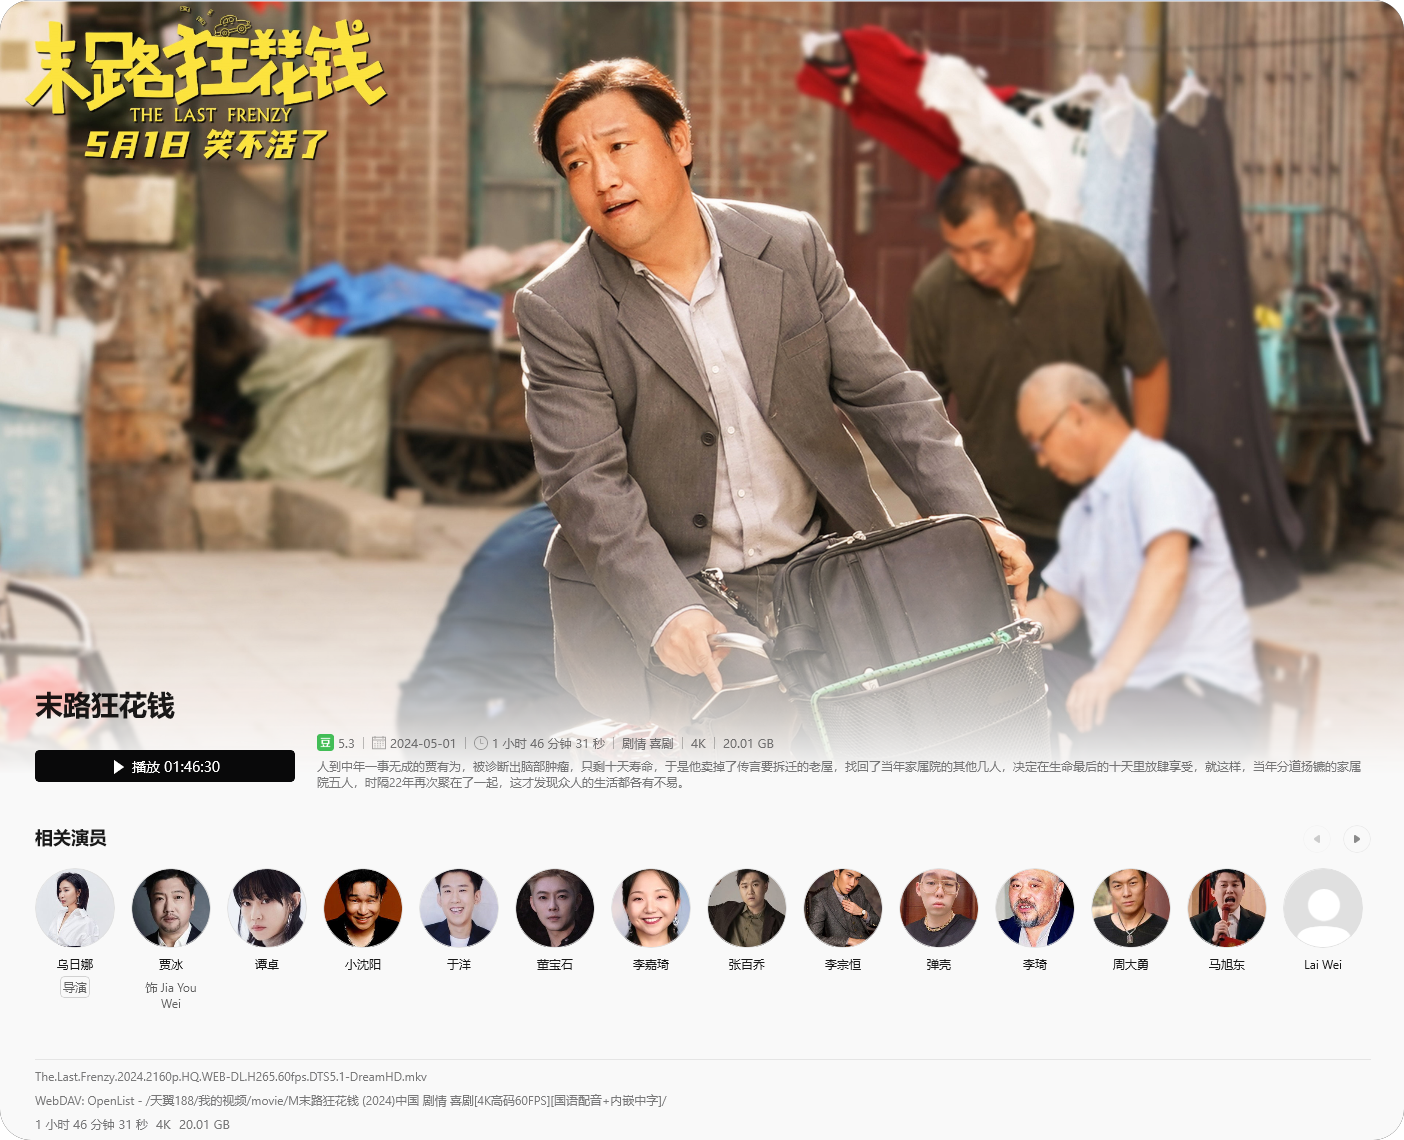 末路狂花钱
THE LAST FRENZY
5月1日 笑不活了
末路狂花钱
播放 01:46:30
豆 5.3 | 2024-05-01 | 1 小时 46 分钟 31 秒 | 剧情 喜剧 | 4K | 20.01 GB
人到中年一事无成的贾有为，被诊断出脑部肿瘤，只剩十天寿命，于是他卖掉了传言要拆迁的老屋，找回了当年家属院的其他几人，决定在生命最后的十天里放肆享受，就这样，当年分道扬镳的家属
院五人，时隔22年再次聚在了一起，这才发现众人的生活都各有不易。
相关演员
乌日娜 贾冰 谭卓 小沈阳 于洋 董宝石 李嘉琦 张百乔 李宗恒 弹壳 李琦 周大勇 马旭东 Lai Wei
导演 饰 Jia You
Wei
The.Last.Frenzy.2024.2160p.HQ.WEB-DL.H265.60fps.DTS5.1-DreamHD.mkv
WebDAV: OpenList - /天翼188/我的视频/movie/M末路狂花钱 (2024)中国 剧情 喜剧[4K高码60FPS][国语配音+内嵌中字]/
1 小时 46 分钟 31 秒 4K 20.01 GB